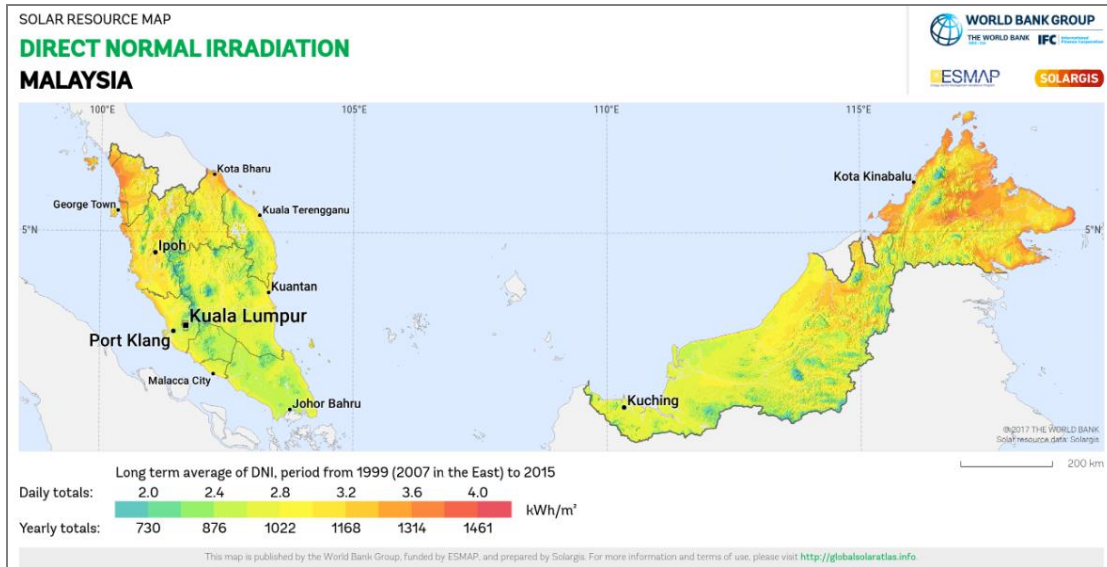 SOLAR RESOURCE MAP
DIRECT NORMAL IRRADIATION
MALAYSIA
WORLD BANK GROUP
THE WORLD BANK
IFC International Finance Corporation
ESMAP
SOLARGIS
100°E 105°E 110°E 115°E
Kota Bharu
Kota Kinabalu
George Town
Kuala Terengganu
5°N 5°N
Ipoh
Kuantan
Kuala Lumpur
Port Klang
Malacca City
Johor Bahru
Kuching
© 2017 THE WORLD BANK
Solar resource data: Solargis
200 km
Long term average of DNI, period from 1999 (2007 in the East) to 2015
Daily totals: 2.0 2.4 2.8 3.2 3.6 4.0
kWh/m²
Yearly totals: 730 876 1022 1168 1314 1461
This map is published by the World Bank Group, funded by ESMAP, and prepared by Solargis. For more information and terms of use, please visit http://globalsolaratlas.info.